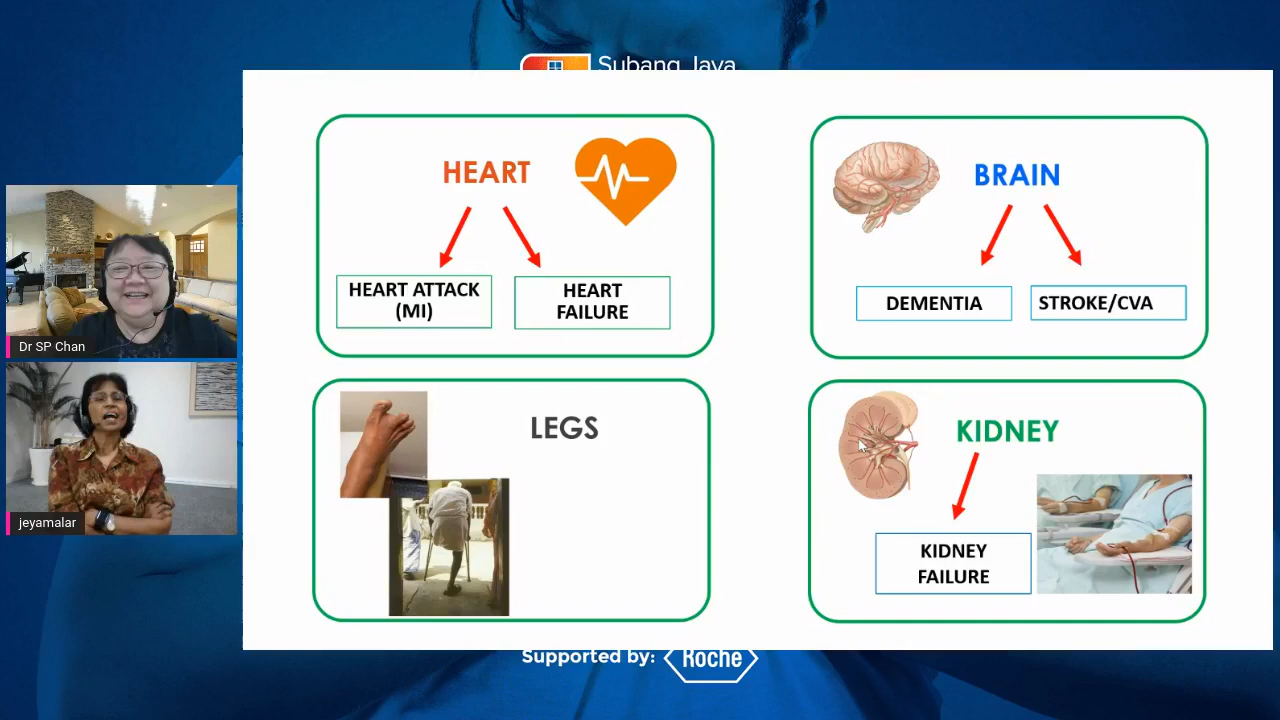 Subang Jaya
HEART
HEART ATTACK
(MI)
HEART
FAILURE
BRAIN
DEMENTIA
STROKE/CVA
Dr SP Chan
jeyamalar
LEGS
KIDNEY
KIDNEY
FAILURE
Supported by:
Roche